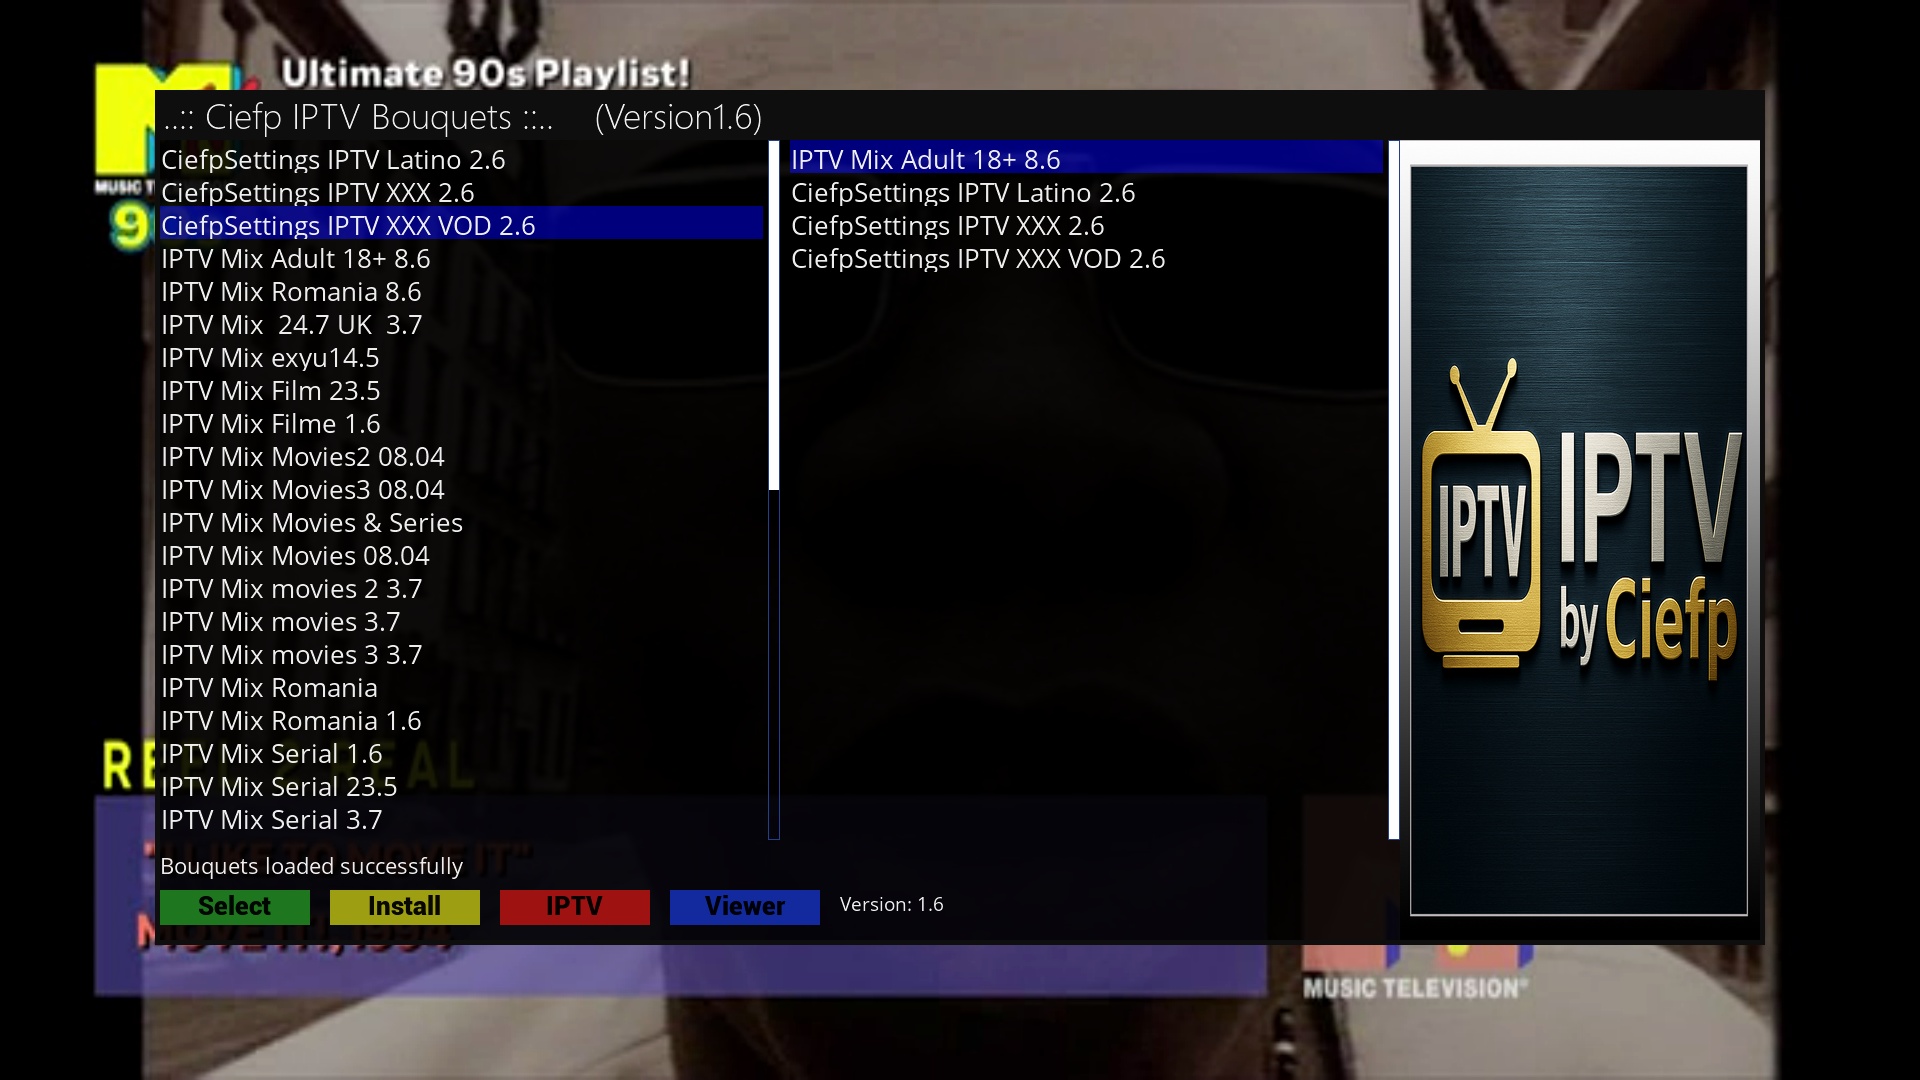 Ultimate 90s Playlist!
..:: Ciefp IPTV Bouquets ::.. (Version1.6)
CiefpSettings IPTV Latino 2.6
CiefpSettings IPTV XXX 2.6
CiefpSettings IPTV XXX VOD 2.6
IPTV Mix Adult 18+ 8.6
IPTV Mix Romania 8.6
IPTV Mix  24.7 UK  3.7
IPTV Mix exyu14.5
IPTV Mix Film 23.5
IPTV Mix Filme 1.6
IPTV Mix Movies2 08.04
IPTV Mix Movies3 08.04
IPTV Mix Movies & Series
IPTV Mix Movies 08.04
IPTV Mix movies 2 3.7
IPTV Mix movies 3.7
IPTV Mix movies 3 3.7
IPTV Mix Romania
IPTV Mix Romania 1.6
IPTV Mix Serial 1.6
IPTV Mix Serial 23.5
IPTV Mix Serial 3.7
IPTV Mix Adult 18+ 8.6
CiefpSettings IPTV Latino 2.6
CiefpSettings IPTV XXX 2.6
CiefpSettings IPTV XXX VOD 2.6
IPTV
IPTV
by Ciefp
Bouquets loaded successfully
Select
Install
IPTV
Viewer
Version: 1.6
MUSIC TELEVISION®